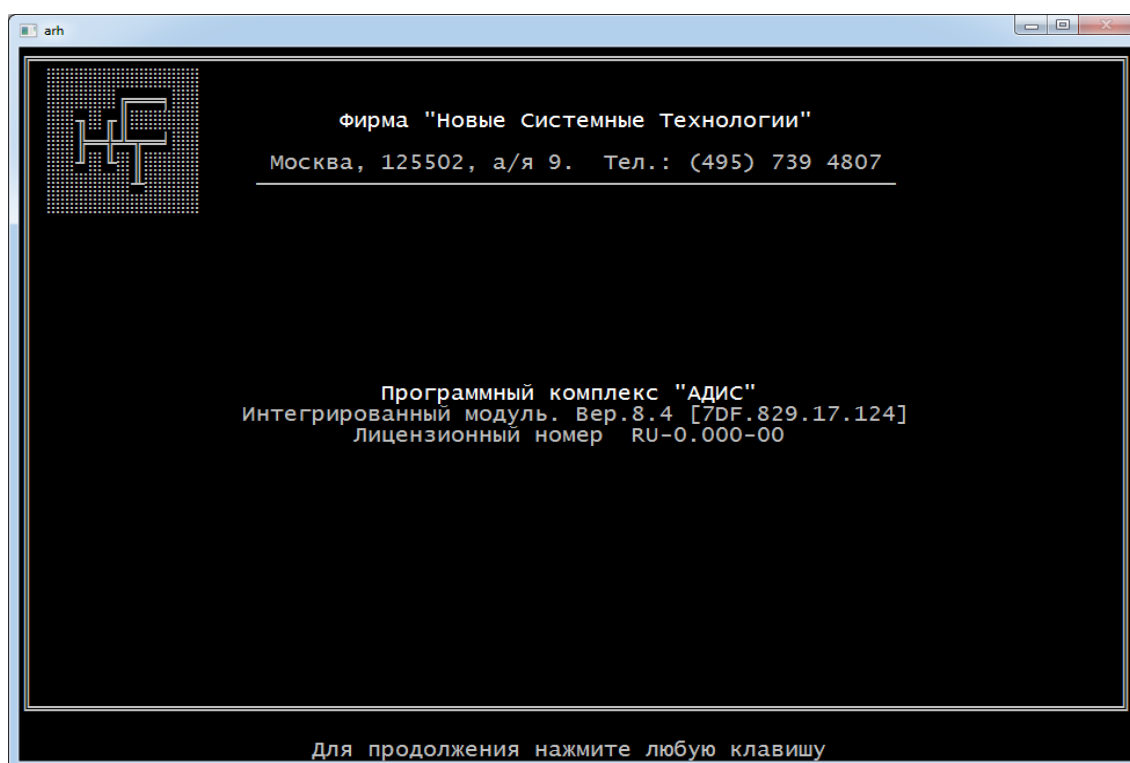 arh
Фирма "Новые Системные Технологии"
Москва, 125502, а/я 9. Тел.: (495) 739 4807
Программный комплекс "АДИС"
Интегрированный модуль. Вер.8.4 [7DF.829.17.124]
Лицензионный номер RU-0.000-00
Для продолжения нажмите любую клавишу